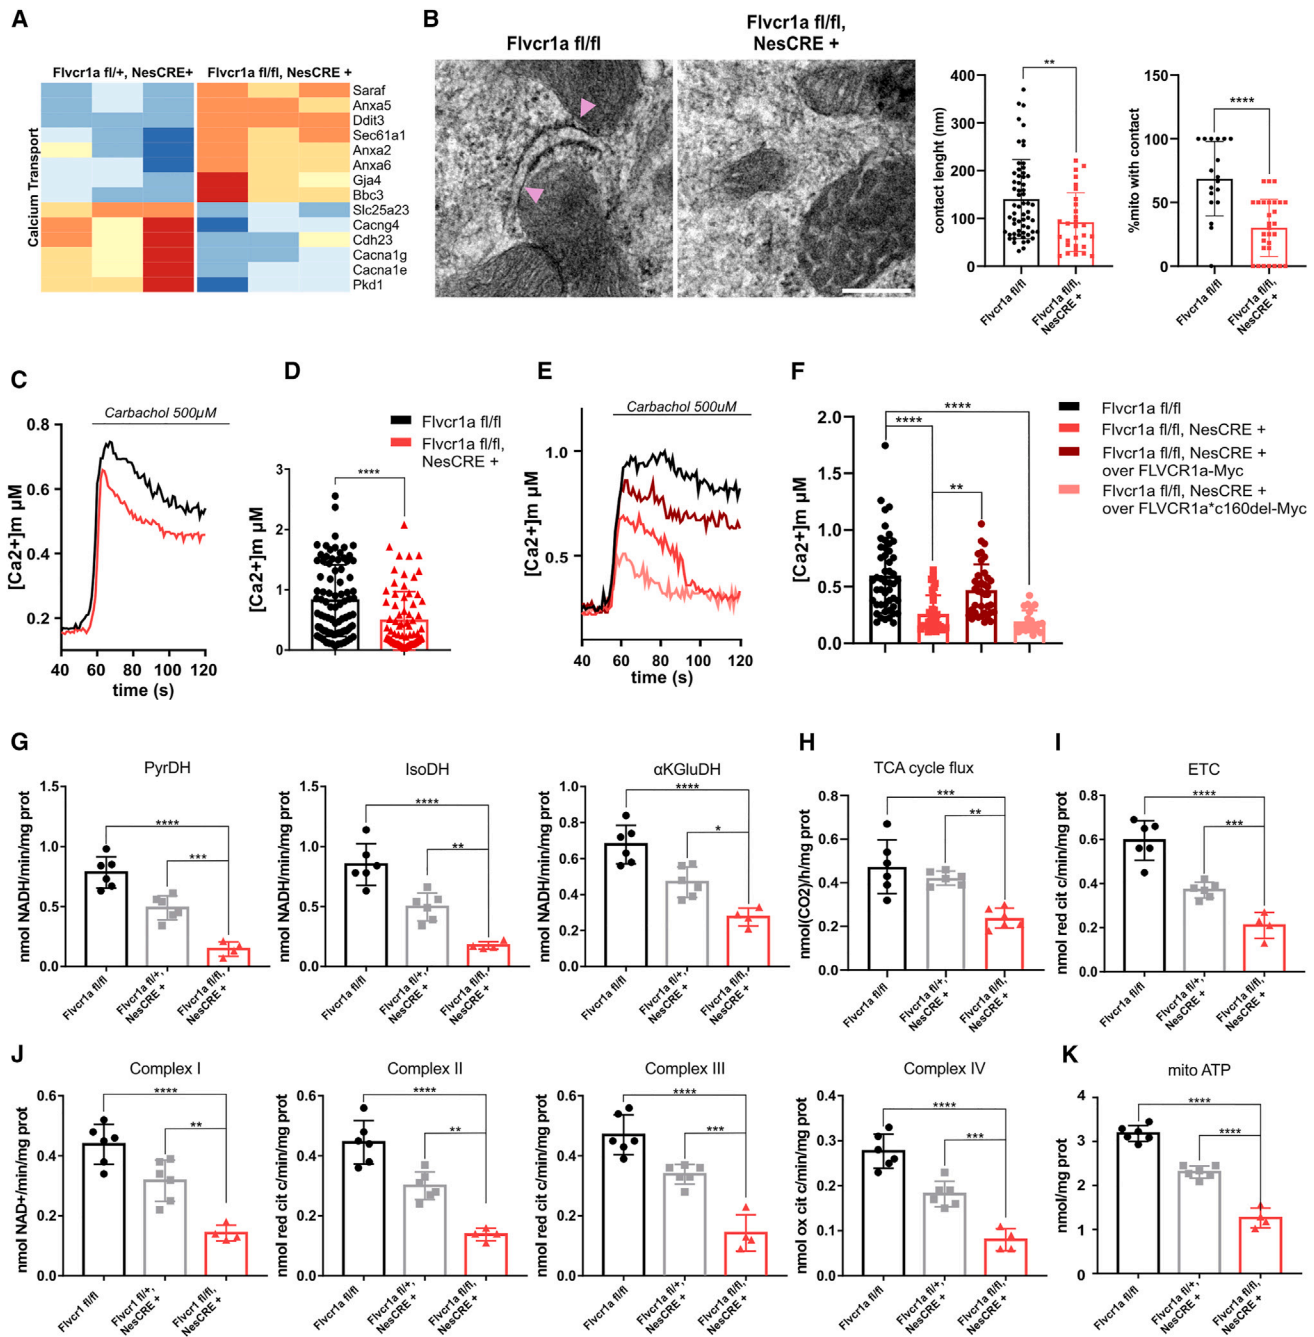 A
Flvcr1a fl/+, NesCRE+
Flvcr1a fl/fl, NesCRE +
Calcium Transport
Saraf
Anxa5
Ddit3
Sec61a1
Anxa2
Anxa6
Gja4
Bbc3
Slc25a23
Cacng4
Cdh23
Cacna1g
Cacna1e
Pkd1
B
Flvcr1a fl/fl
Flvcr1a fl/fl,
NesCRE +
contact lenght (nm)
400
300
200
100
0
**
Flvcr1a fl/fl
Flvcr1a fl/fl,
NesCRE +
%mito with contact
150
100
50
0
****
Flvcr1a fl/fl
Flvcr1a fl/fl,
NesCRE +
C
Carbachol 500µM
[Ca2+]m µM
0.8
0.6
0.4
0.2
40
60
80
100
120
time (s)
D
Flvcr1a fl/fl
Flvcr1a fl/fl,
NesCRE +
[Ca2+]m µM
3
2
1
0
****
E
Carbachol 500uM
[Ca2+]m µM
1.0
0.5
40
60
80
100
120
time (s)
F
[Ca2+]m µM
2.0
1.5
1.0
0.5
0.0
****
****
**
Flvcr1a fl/fl
Flvcr1a fl/fl, NesCRE +
Flvcr1a fl/fl, NesCRE +
over FLVCR1a-Myc
Flvcr1a fl/fl, NesCRE +
over FLVCR1a*c160del-Myc
G
PyrDH
nmol NADH/min/mg prot
1.5
1.0
0.5
0.0
****
***
Flvcr1a fl/fl
Flvcr1a fl/+,
NesCRE +
Flvcr1a fl/fl,
NesCRE +
IsoDH
nmol NADH/min/mg prot
1.5
1.0
0.5
0.0
****
**
Flvcr1a fl/fl
Flvcr1a fl/+,
NesCRE +
Flvcr1a fl/fl,
NesCRE +
αKGluDH
nmol NADH/min/mg prot
1.0
0.8
0.6
0.4
0.2
0.0
****
*
Flvcr1a fl/fl
Flvcr1a fl/+,
NesCRE +
Flvcr1a fl/fl,
NesCRE +
H
TCA cycle flux
nmol(CO2)/h/mg prot
0.8
0.6
0.4
0.2
0.0
***
**
Flvcr1a fl/fl
Flvcr1a fl/+,
NesCRE +
Flvcr1a fl/fl,
NesCRE +
I
ETC
nmol red cit c/min/mg prot
0.8
0.6
0.4
0.2
0.0
****
***
Flvcr1a fl/fl
Flvcr1a fl/+,
NesCRE +
Flvcr1a fl/fl,
NesCRE +
J
Complex I
nmol NAD+/min/mg prot
0.6
0.4
0.2
0.0
****
**
Flvcr1 fl/fl
Flvcr1 fl/+,
NesCRE +
Flvcr1 fl/fl,
NesCRE +
Complex II
nmol red cit c/min/mg prot
0.6
0.4
0.2
0.0
****
**
Flvcr1a fl/fl
Flvcr1a fl/+,
NesCRE +
Flvcr1a fl/fl,
NesCRE +
Complex III
nmol red cit c/min/mg prot
0.6
0.4
0.2
0.0
****
***
Flvcr1a fl/fl
Flvcr1a fl/+,
NesCRE +
Flvcr1a fl/fl,
NesCRE +
Complex IV
nmol ox cit c/min/mg prot
0.4
0.3
0.2
0.1
0.0
****
***
Flvcr1a fl/fl
Flvcr1a fl/+,
NesCRE +
Flvcr1a fl/fl,
NesCRE +
K
mito ATP
nmol/mg prot
4
3
2
1
0
****
****
Flvcr1a fl/fl
Flvcr1a fl/+,
NesCRE +
Flvcr1a fl/fl,
NesCRE +